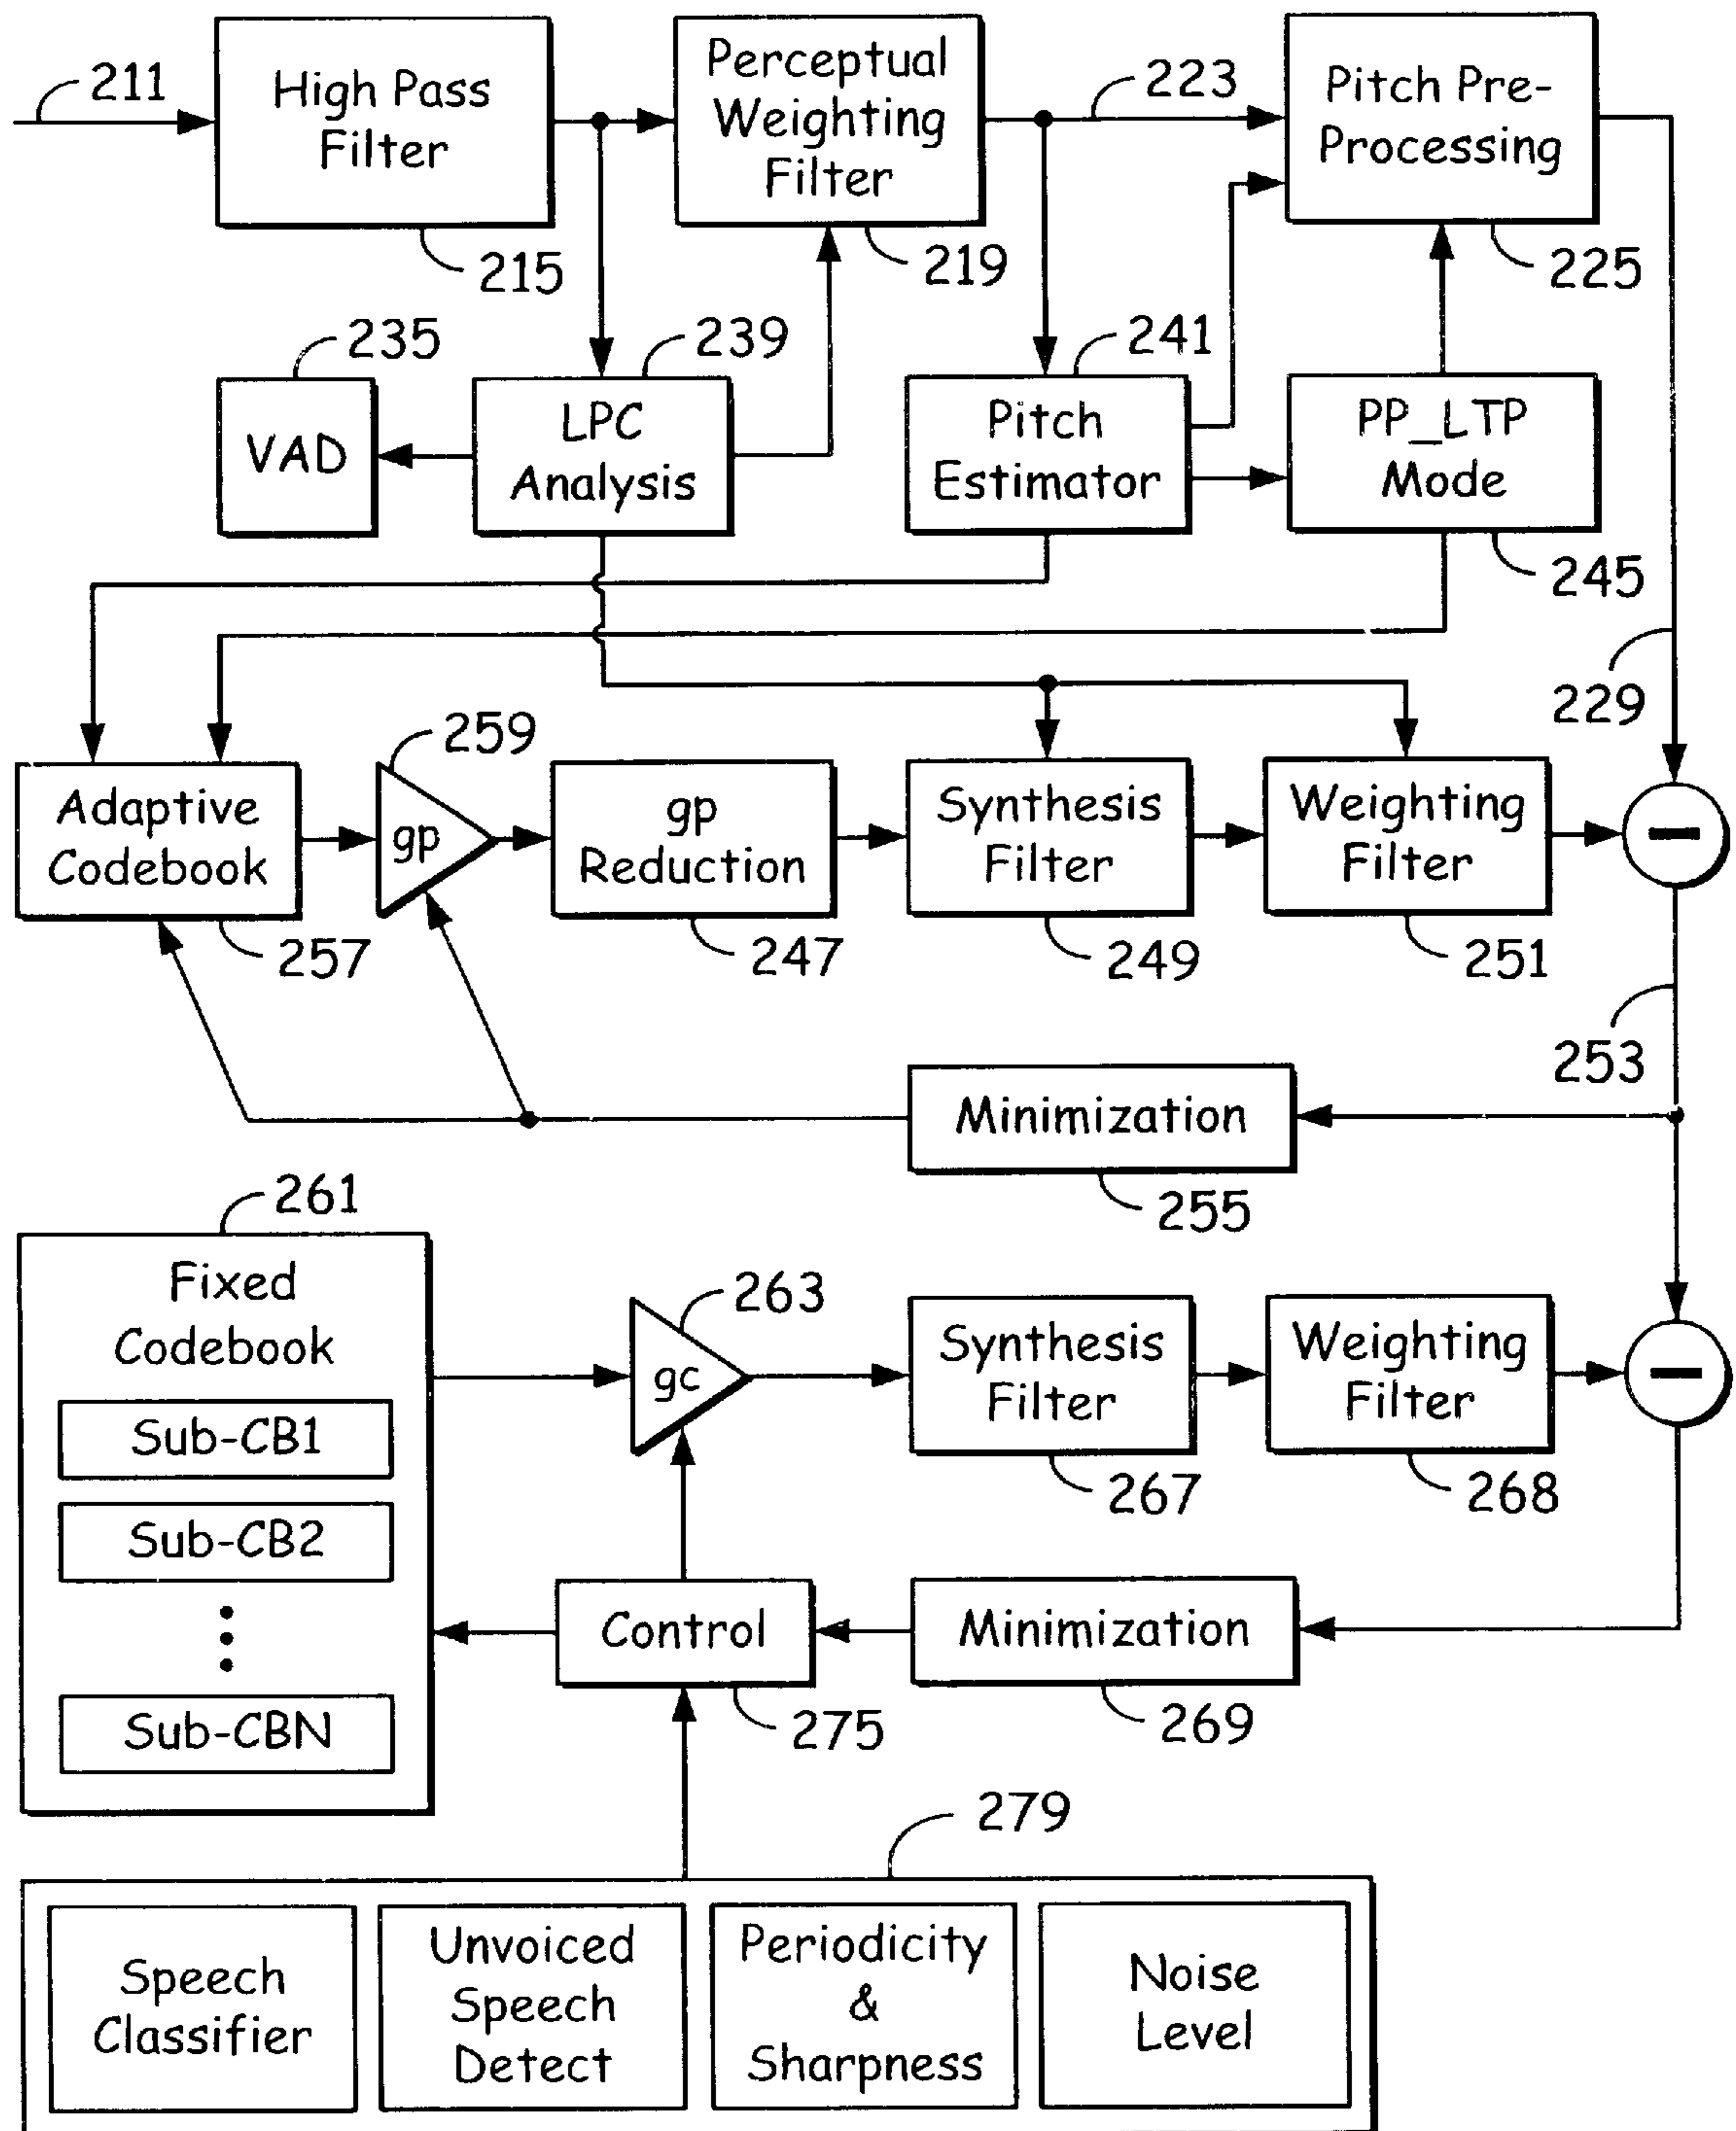 211
High Pass
Filter
215
Perceptual
Weighting
Filter
219
223
Pitch Pre-
Processing
225
235
VAD
239
LPC
Analysis
241
Pitch
Estimator
PP_LTP
Mode
245
229
Adaptive
Codebook
257
259
gp
gp
Reduction
247
Synthesis
Filter
249
Weighting
Filter
251
253
Minimization
255
261
Fixed
Codebook
Sub-CB1
Sub-CB2
Sub-CBN
263
gc
Synthesis
Filter
267
Weighting
Filter
268
Control
275
Minimization
269
279
Speech
Classifier
Unvoiced
Speech
Detect
Periodicity
&
Sharpness
Noise
Level